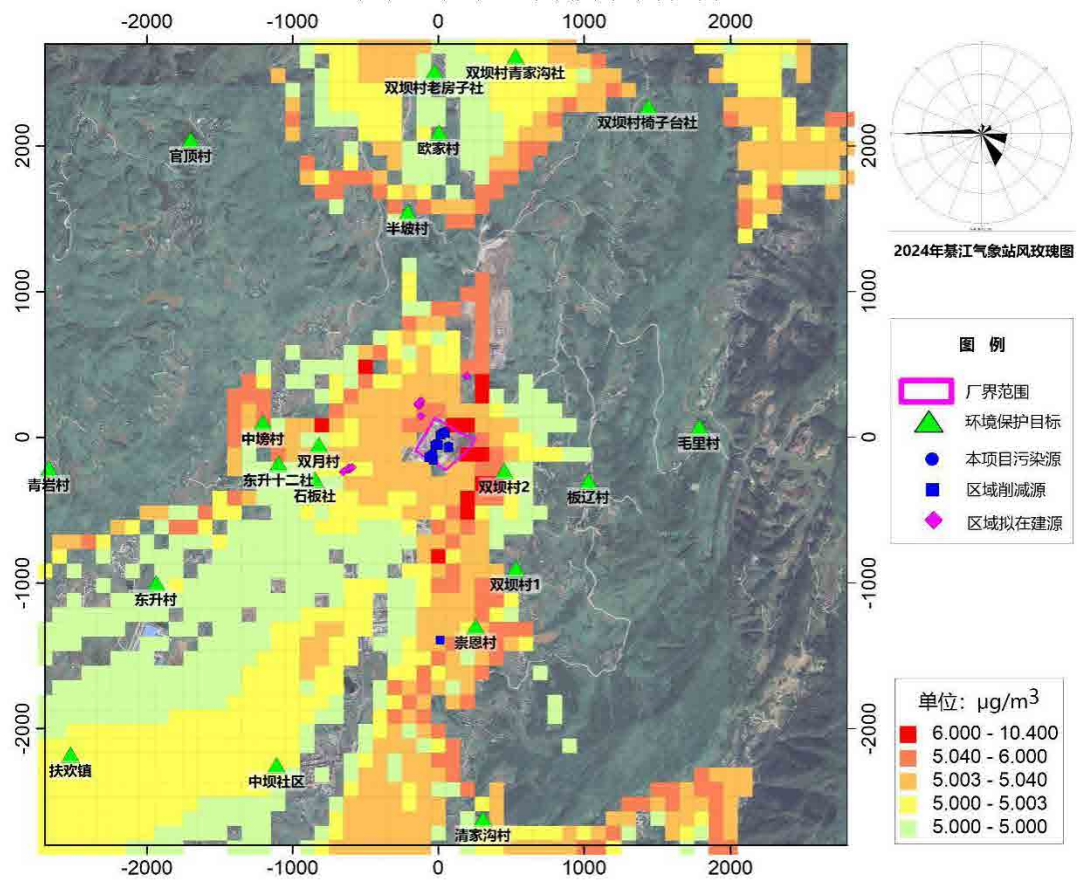 -2000 -1000 0 1000 2000
双坝村青家沟社
双坝村老房子社
双坝村椅子台社
欧家村
官顶村
半坡村
2000
1000
0
-1000
-2000
2000
1000
0
-1000
-2000
中塝村
毛里村
双月村
东升十二社
青岩村
石板社
双坝村2
板辽村
双坝村1
东升村
崇恩村
扶欢镇
中坝社区
清家沟村
-2000 -1000 0 1000 2000
2024年綦江气象站风玫瑰图
图 例
厂界范围
环境保护目标
本项目污染源
区域削减源
区域拟在建源
单位：μg/m³
6.000 - 10.400
5.040 - 6.000
5.003 - 5.040
5.000 - 5.003
5.000 - 5.000